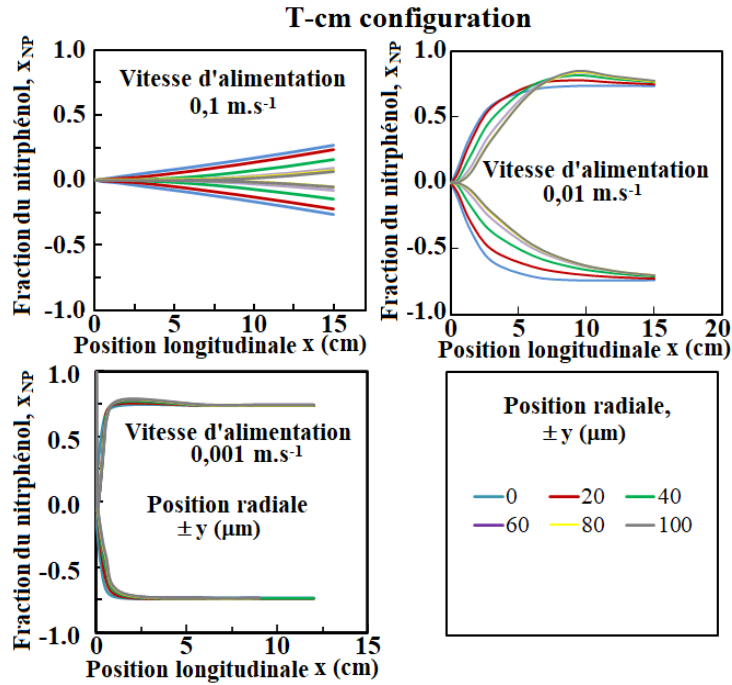 T-cm configuration
Fraction du nitrphénol, xNP
1.0
0.5
0.0
-0.5
-1.0
Vitesse d'alimentation
0,1 m.s-1
0
5
10
15
Position longitudinale x (cm)
Fraction du nitrphénol, xNP
1.0
0.5
0.0
-0.5
-1.0
Vitesse d'alimentation
0,01 m.s-1
0
5
10
15
20
Position longitudinale x (cm)
Fraction du nitrphénol, xNP
1.0
0.5
0.0
-0.5
-1.0
Vitesse d'alimentation
0,001 m.s-1
Position radiale
± y (μm)
0
5
10
15
Position longitudinale x (cm)
Position radiale,
± y (μm)
0 20 40
60 80 100